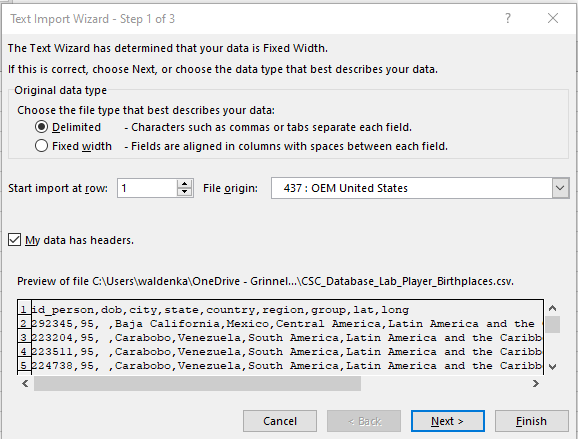 Text Import Wizard - Step 1 of 3
The Text Wizard has determined that your data is Fixed Width.
If this is correct, choose Next, or choose the data type that best describes your data.
Original data type
Choose the file type that best describes your data:
Delimited - Characters such as commas or tabs separate each field.
Fixed width - Fields are aligned in columns with spaces between each field.
Start import at row: 1 File origin: 437 : OEM United States
My data has headers.
Preview of file C:\Users\waldenka\OneDrive - Grinnel...\CSC_Database_Lab_Player_Birthplaces.csv.
1 id_person,dob,city,state,country,region,group,lat,long
2 292345,95, ,Baja California,Mexico,Central America,Latin America and the
3 223204,95, ,Carabobo,Venezuela,South America,Latin America and the Caribb
4 223511,95, ,Carabobo,Venezuela,South America,Latin America and the Caribb
5 224738,95, ,Carabobo,Venezuela,South America,Latin America and the Caribb
Cancel < Back Next > Finish